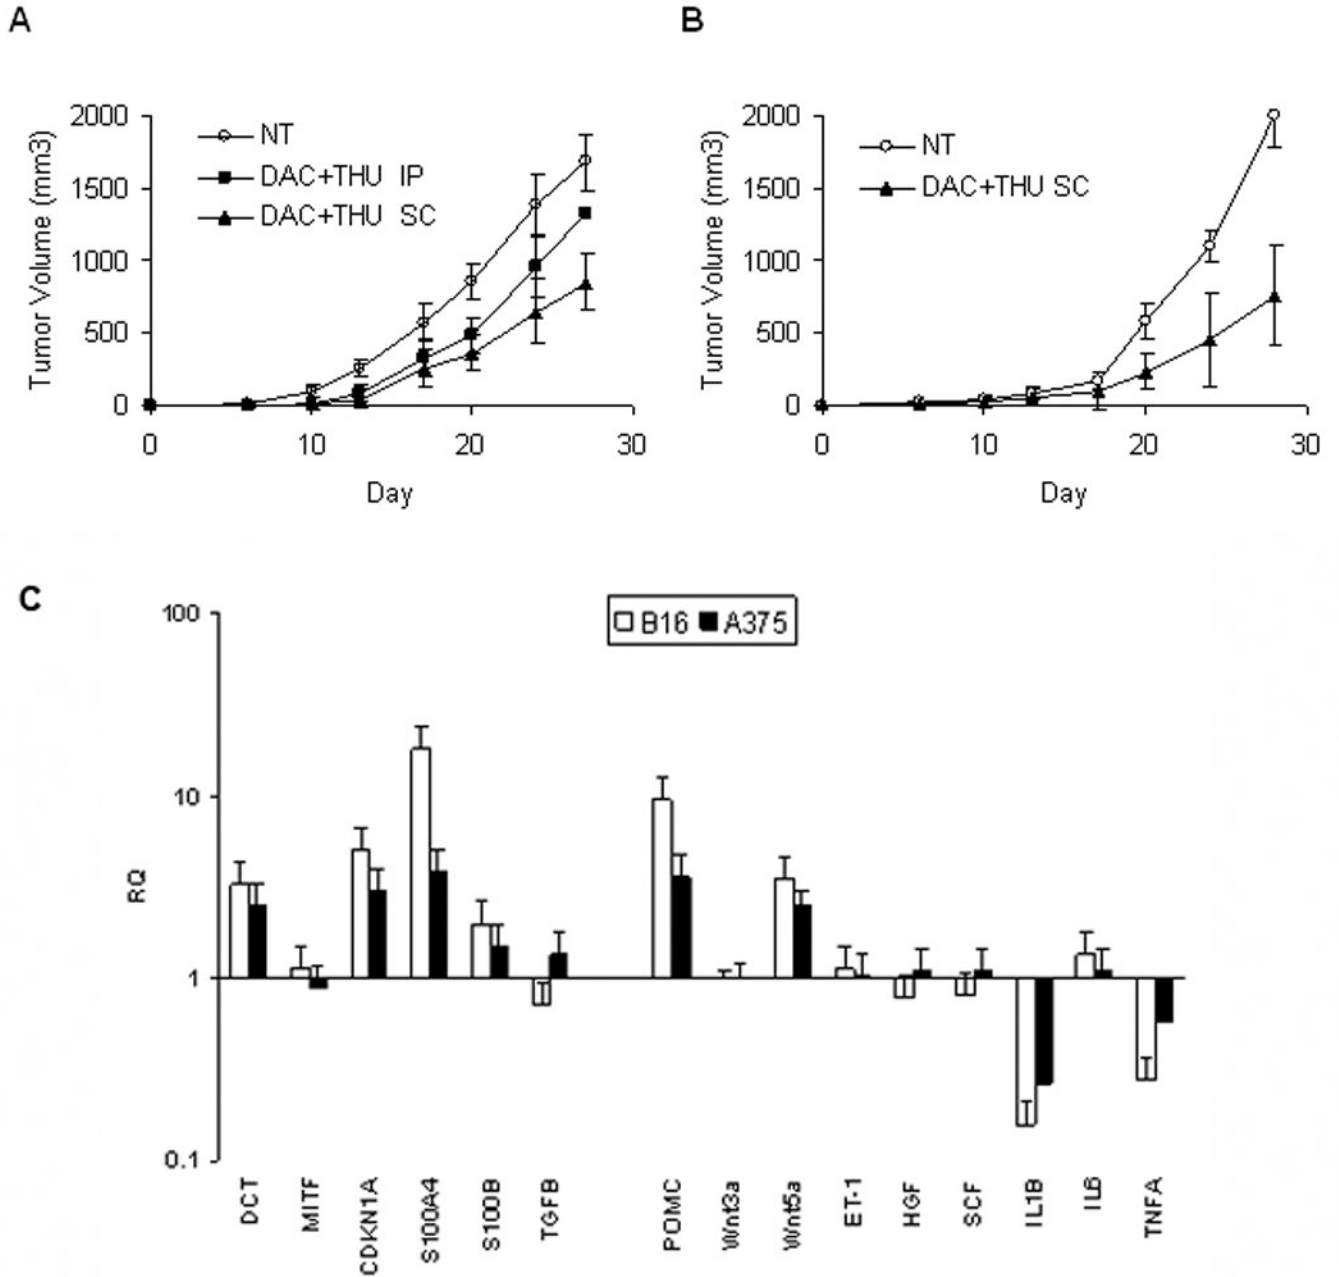 A
B
2000
1500
1000
500
0
Tumor Volume (mm3)
NT
DAC+THU IP
DAC+THU SC
0
10
20
30
Day
2000
1500
1000
500
0
Tumor Volume (mm3)
NT
DAC+THU SC
0
10
20
30
Day
C
B16 A375
100
10
1
0.1
RQ
DCT
MITF
CDKN1A
S100A4
S100B
TGFB
POMC
Wnt3a
Wnt5a
ET-1
HGF
SCF
IL1B
IL6
TNFA